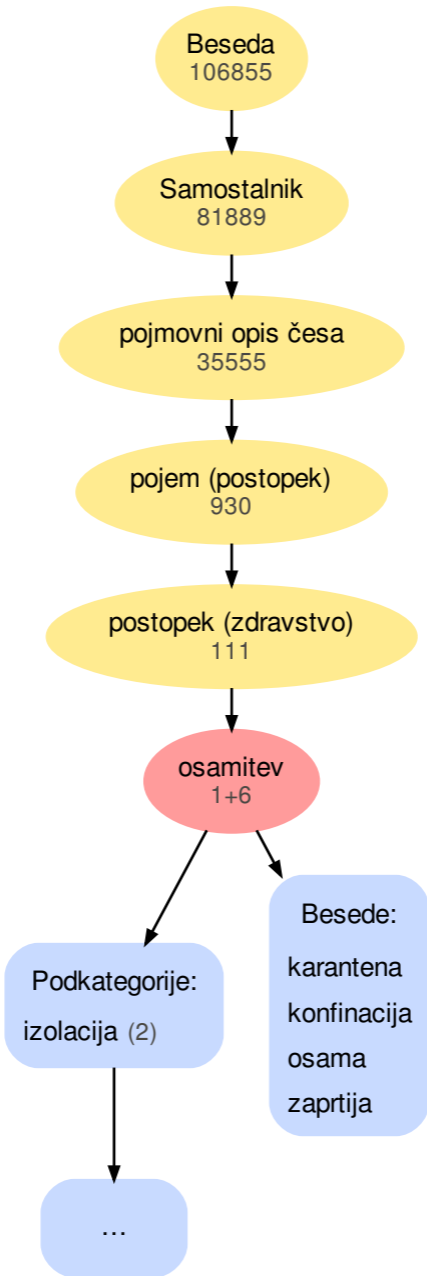 Beseda
106855
Samostalnik
81889
pojmovni opis česa
35555
pojem (postopek)
930
postopek (zdravstvo)
111
osamitev
1+6
Podkategorije:
izolacija (2)
...
Besede:
karantena
konfinacija
osama
zaprtija